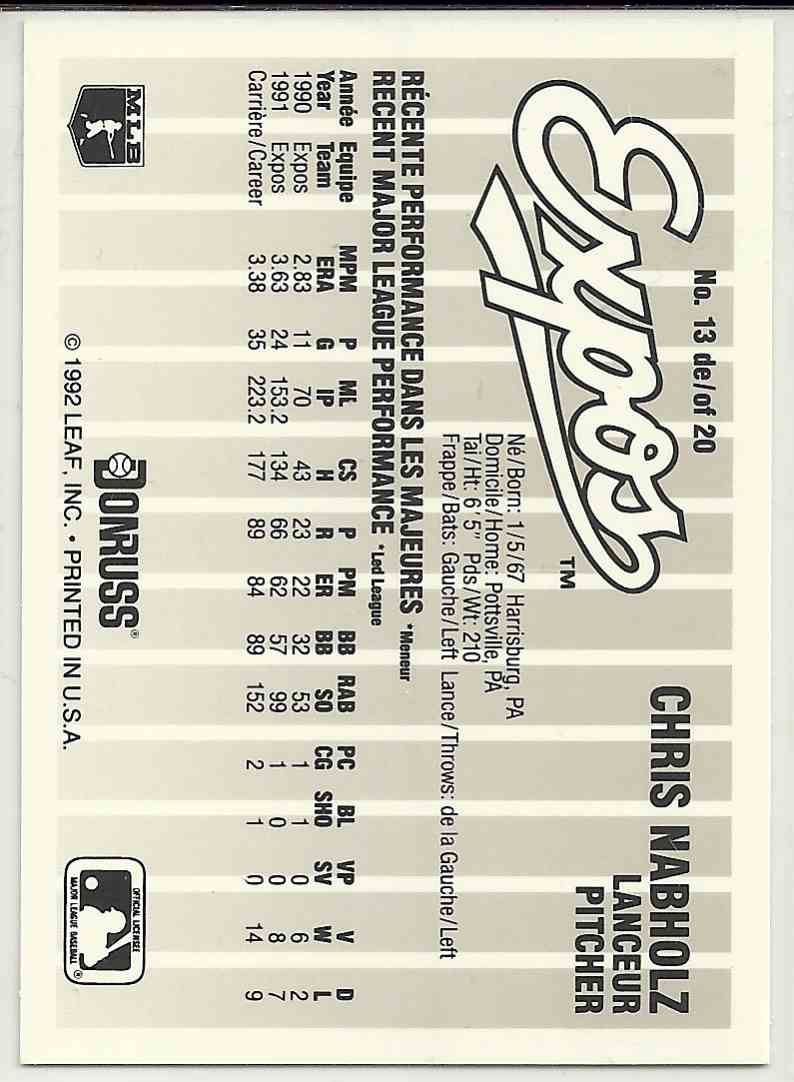 No. 13 de/of 20
Expos TM
CHRIS NABHOLZ
LANCEUR
PITCHER
Né/Born: 1/5/67 Harrisburg, PA
Domicile/Home: Pottsville, PA
Tai/Ht: 6' 5" Pds/Wt: 210
Frappe/Bats: Gauche/Left Lance/Throws: de la Gauche/Left
RÉCENTE PERFORMANCE DANS LES MAJEURES *Meneur
RECENT MAJOR LEAGUE PERFORMANCE *Led League
Année Equipe MPM P ML CS P PM BB RAB PC BL VP V D
Year Team ERA G IP H R ER BB SO CG SHO SV W L
1990 Expos 2.83 11 70 43 23 22 32 53 1 1 0 6 2
1991 Expos 3.63 24 153.2 134 66 62 57 99 1 0 0 8 7
Carrière/Career 3.38 35 223.2 177 89 84 89 152 2 1 0 14 9
MLB
DONRUSS®
OFFICIAL LICENSEE
MAJOR LEAGUE BASEBALL ®
© 1992 LEAF, INC. • PRINTED IN U.S.A.